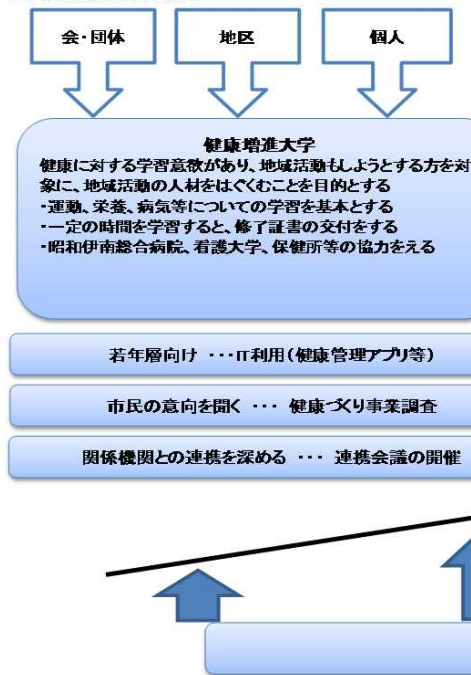 会・団体
地区
個人
健康増進大学
健康に対する学習意欲があり、地域活動もしようとする方を対
象に、地域活動の人材をはぐくむことを目的とする
・運動、栄養、病気等についての学習を基本とする
・一定の時間を学習すると、修了証書の交付をする
・昭和伊南総合病院、看護大学、保健所等の協力をえる
若年層向け ・・・IT利用(健康管理アプリ等)
市民の意向を聞く ・・・ 健康づくり事業調査
関係機関との連携を深める ・・・ 連携会議の開催